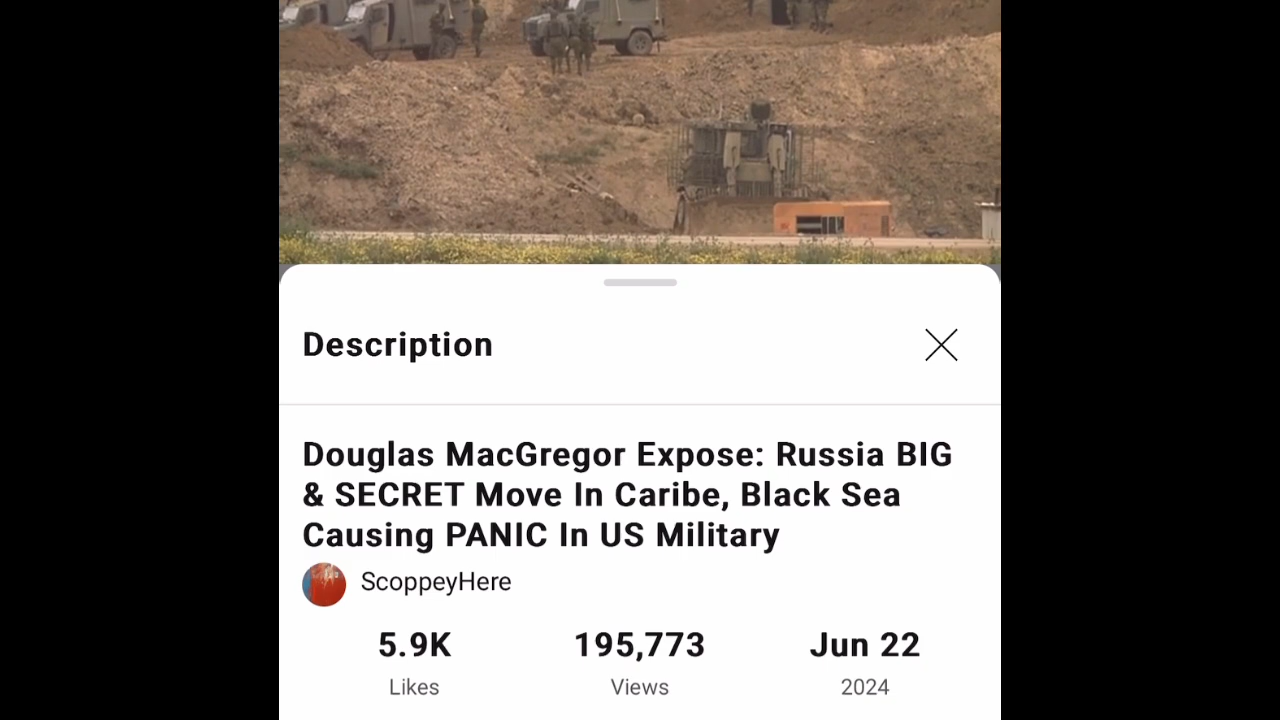 Description
Douglas MacGregor Expose: Russia BIG
& SECRET Move In Caribe, Black Sea
Causing PANIC In US Military
ScoppeyHere
5.9K 195,773 Jun 22
Likes Views 2024